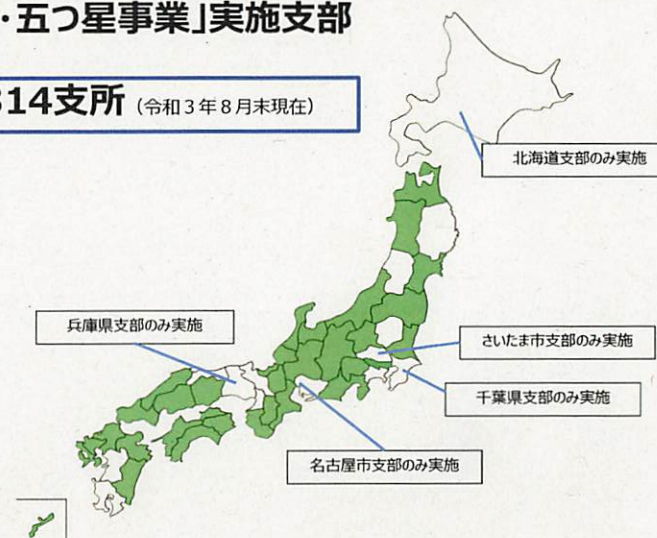 ・五つ星事業」実施支部
314支所（令和３年８月末現在）
北海道支部のみ実施
兵庫県支部のみ実施
さいたま市支部のみ実施
千葉県支部のみ実施
名古屋市支部のみ実施